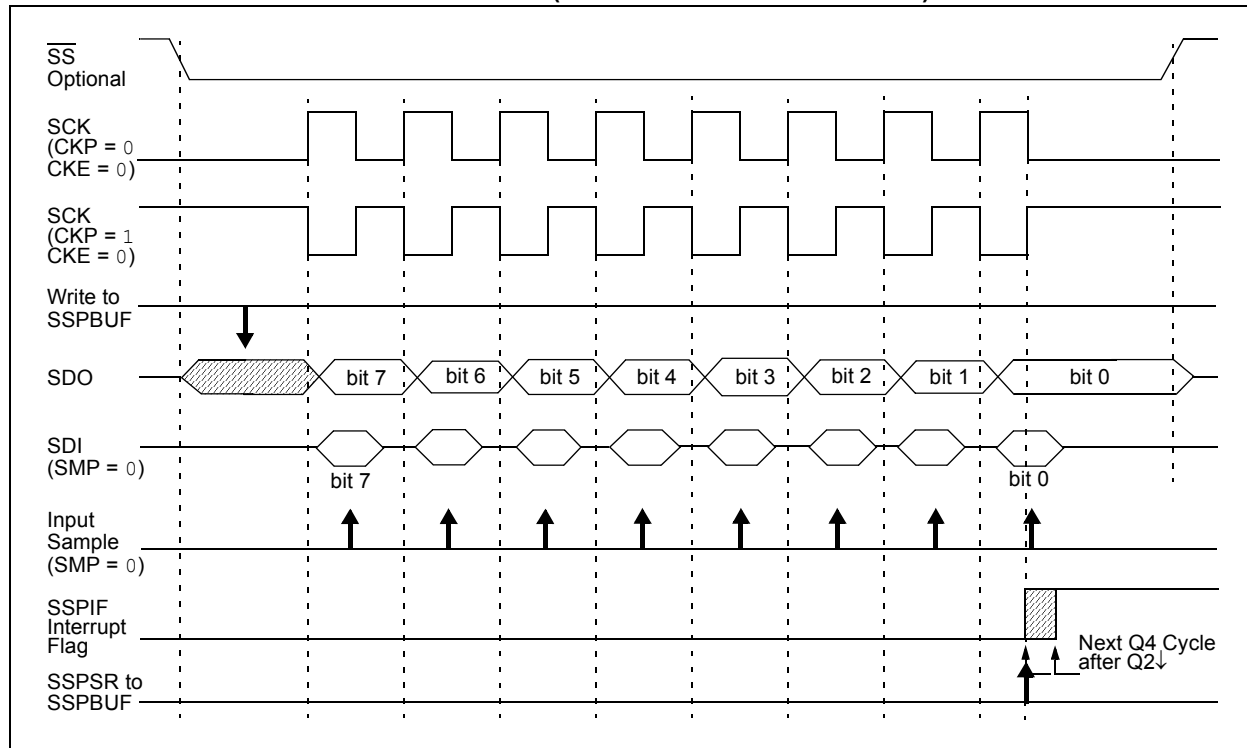 SS
Optional
SCK
(CKP = 0
CKE = 0)
SCK
(CKP = 1
CKE = 0)
Write to
SSPBUF
SDO
bit 7
bit 6
bit 5
bit 4
bit 3
bit 2
bit 1
bit 0
SDI
(SMP = 0)
bit 7
bit 0
Input
Sample
(SMP = 0)
SSPIF
Interrupt
Flag
Next Q4 Cycle
after Q2↓
SSPSR to
SSPBUF